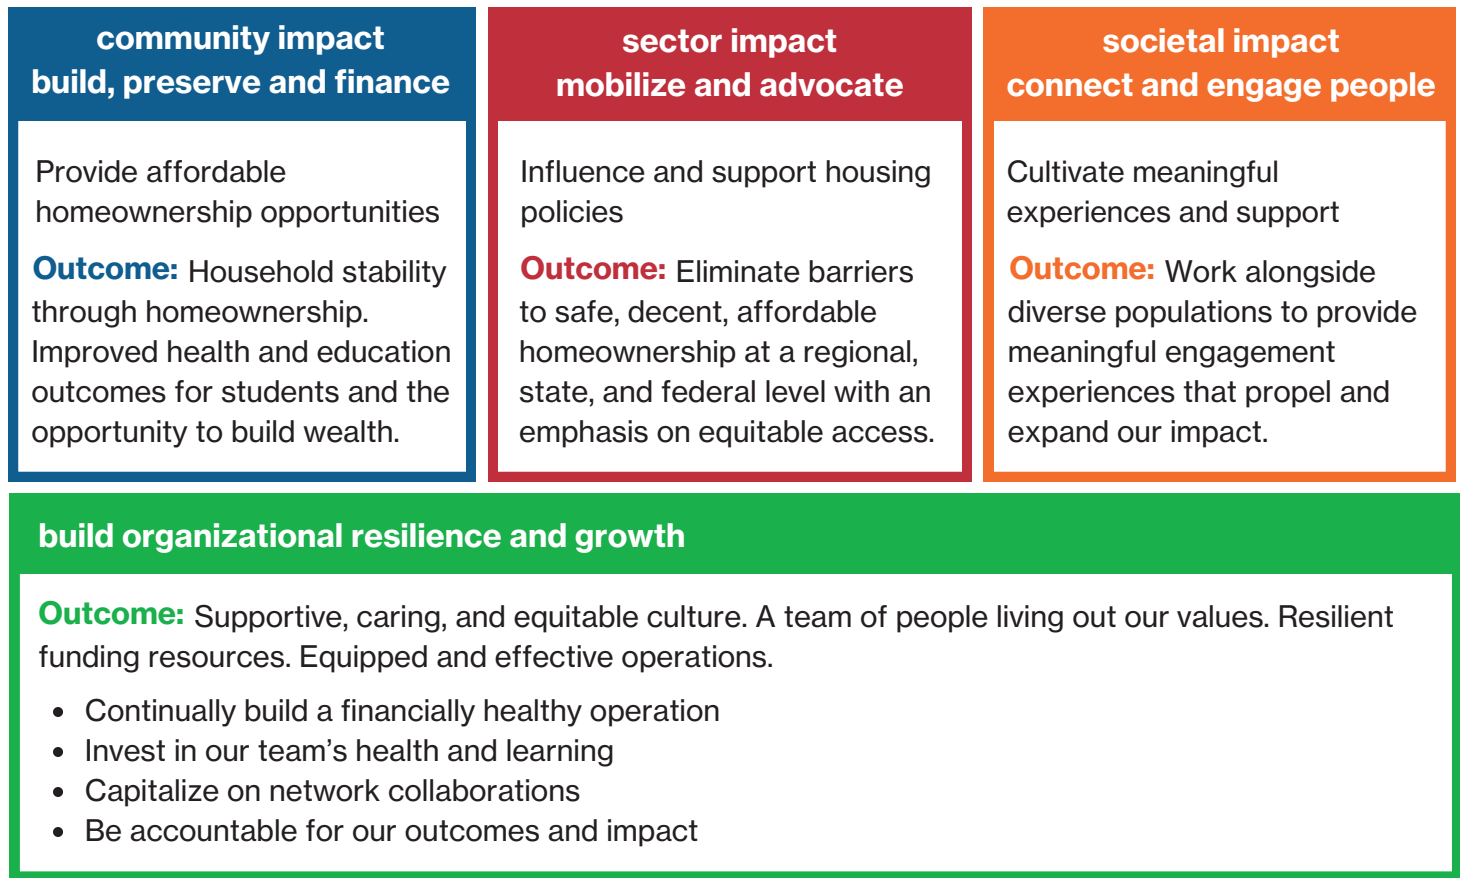 community impact
build, preserve and finance
Provide affordable
homeownership opportunities
Outcome: Household stability
through homeownership.
Improved health and education
outcomes for students and the
opportunity to build wealth.
sector impact
mobilize and advocate
Influence and support housing
policies
Outcome: Eliminate barriers
to safe, decent, affordable
homeownership at a regional,
state, and federal level with an
emphasis on equitable access.
societal impact
connect and engage people
Cultivate meaningful
experiences and support
Outcome: Work alongside
diverse populations to provide
meaningful engagement
experiences that propel and
expand our impact.
build organizational resilience and growth
Outcome: Supportive, caring, and equitable culture. A team of people living out our values. Resilient
funding resources. Equipped and effective operations.
• Continually build a financially healthy operation
• Invest in our team’s health and learning
• Capitalize on network collaborations
• Be accountable for our outcomes and impact